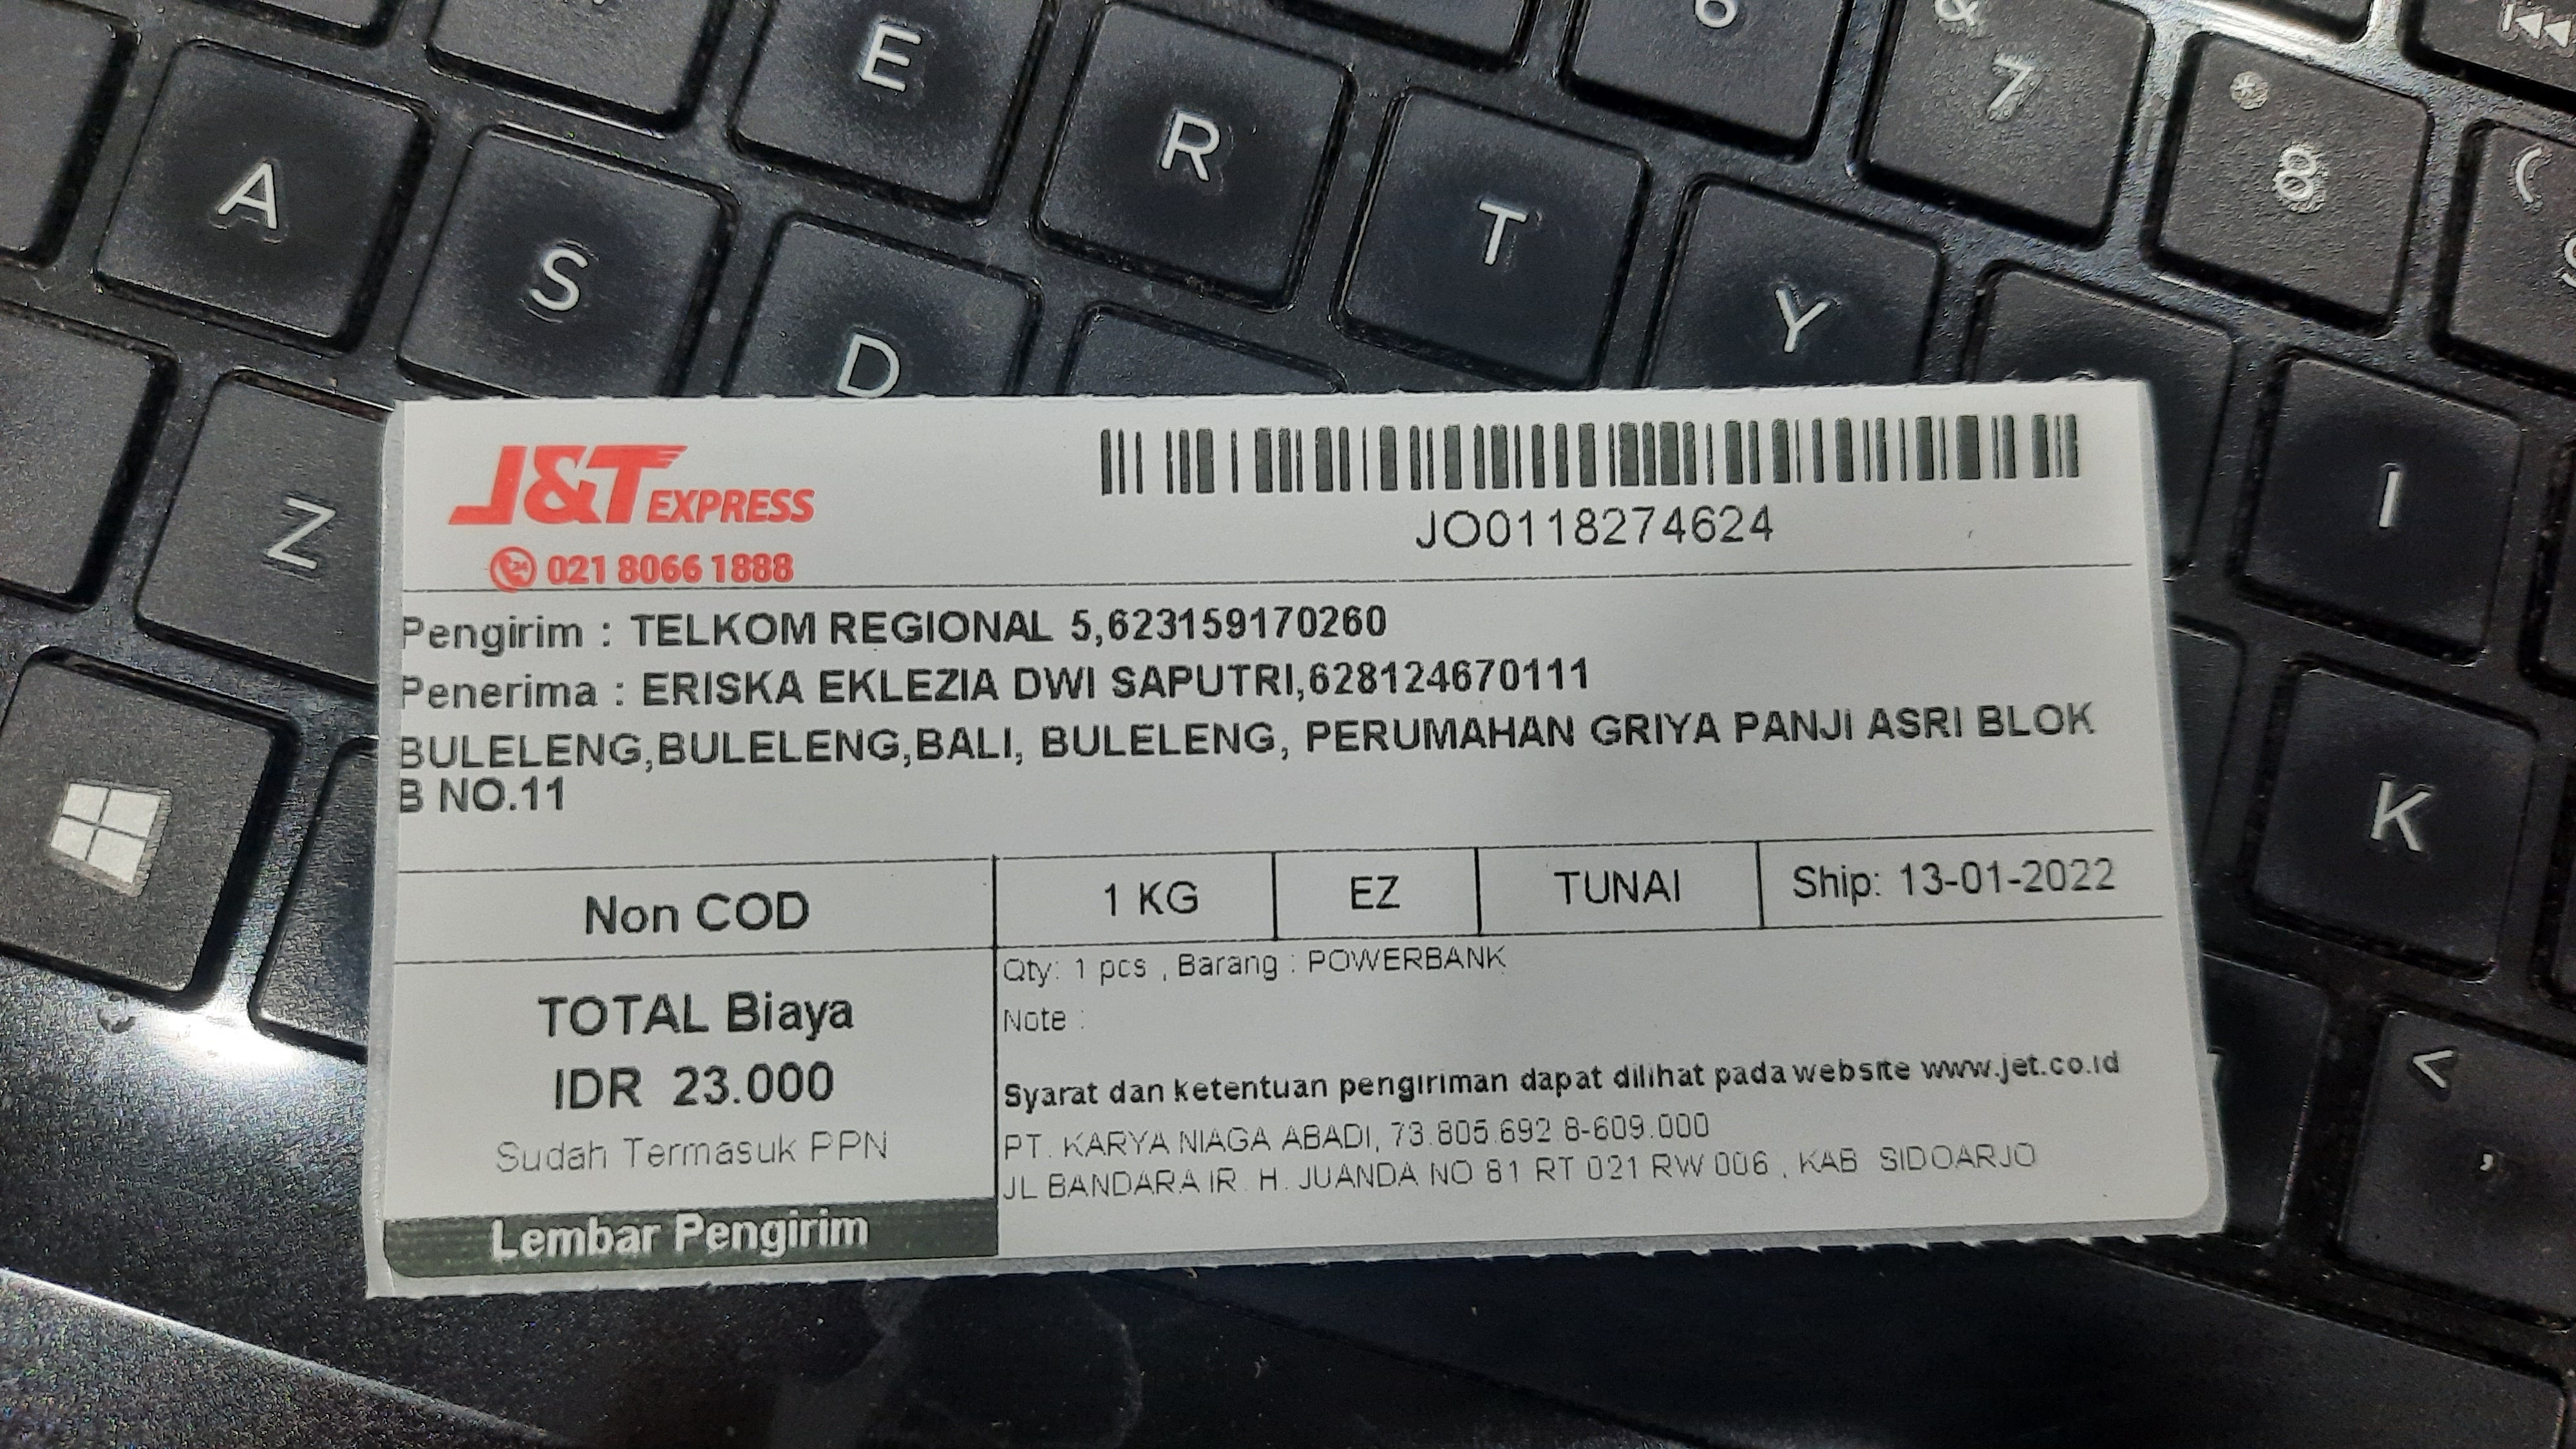 J&T EXPRESS
021 8066 1888
JO0118274624
Pengirim : TELKOM REGIONAL 5,62315917​0260
Penerima : ERISKA EKLEZIA DWI SAPUTRI,628124670111
BULELENG,BULELENG,BALI, BULELENG, PERUMAHAN GRIYA PANJI ASRI BLOK
B NO.11
Non COD
1 KG
EZ
TUNAI
Ship: 13-01-2022
TOTAL Biaya
IDR 23.000
Sudah Termasuk PPN
Lembar Pengirim
Qty: 1 pcs , Barang : POWERBANK
Note :
Syarat dan ketentuan pengiriman dapat dilihat pada website www.jet.co.id
PT. KARYA NIAGA ABADI, 73.805.692.8-609.000
JL BANDARA IR. H. JUANDA NO 81 RT 021 RW 006 , KAB SIDOARJO
A
Z
S
D
E
R
T
Y
6
&
7
*
8
I
K
<
,
(